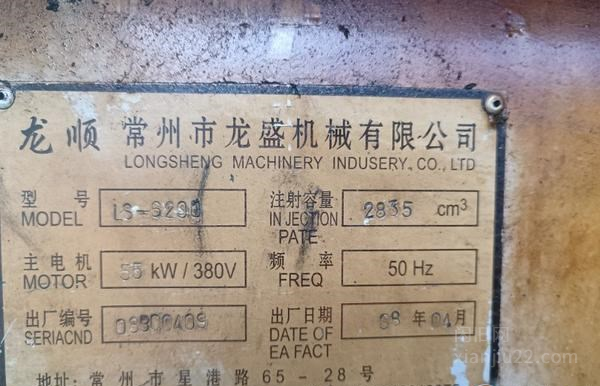 龙顺 常州市龙盛机械有限公司
LONGSHENG MACHINERY INDUSERY. CO., LTD
型号 注射容量
MODEL INJECTION 2835 cm³
PATE
主电机 55 kW / 380V 频率 50 Hz
MOTOR FREQ
出厂编号 出厂日期 08 年 04 月
SERIACND DATE OF
EA FACT
地址: 常州市星港路 65 - 28 号